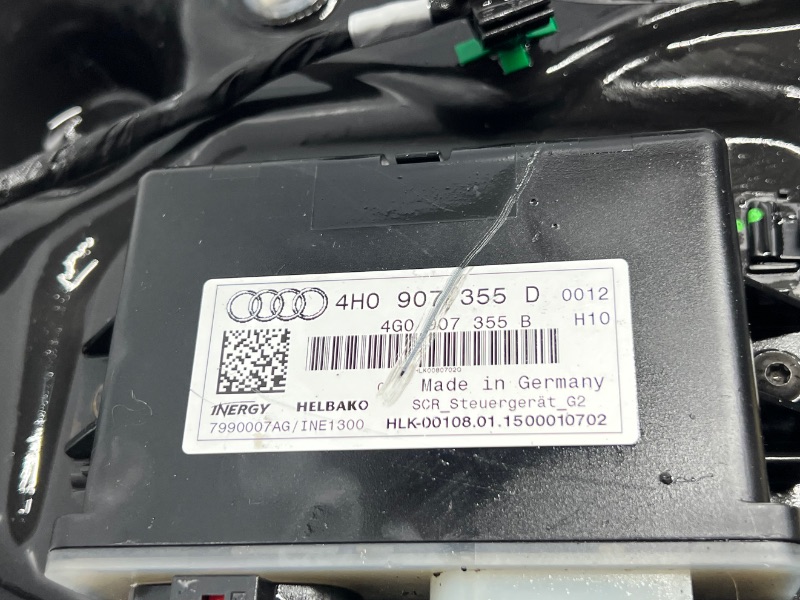 4H0 907 355 D 0012
4G0 907 355 B H10
Made in Germany
INERGY HELBAKO SCR_Steuergerät_G2
7990007AG/INE1300 HLK-00108.01.1500010702